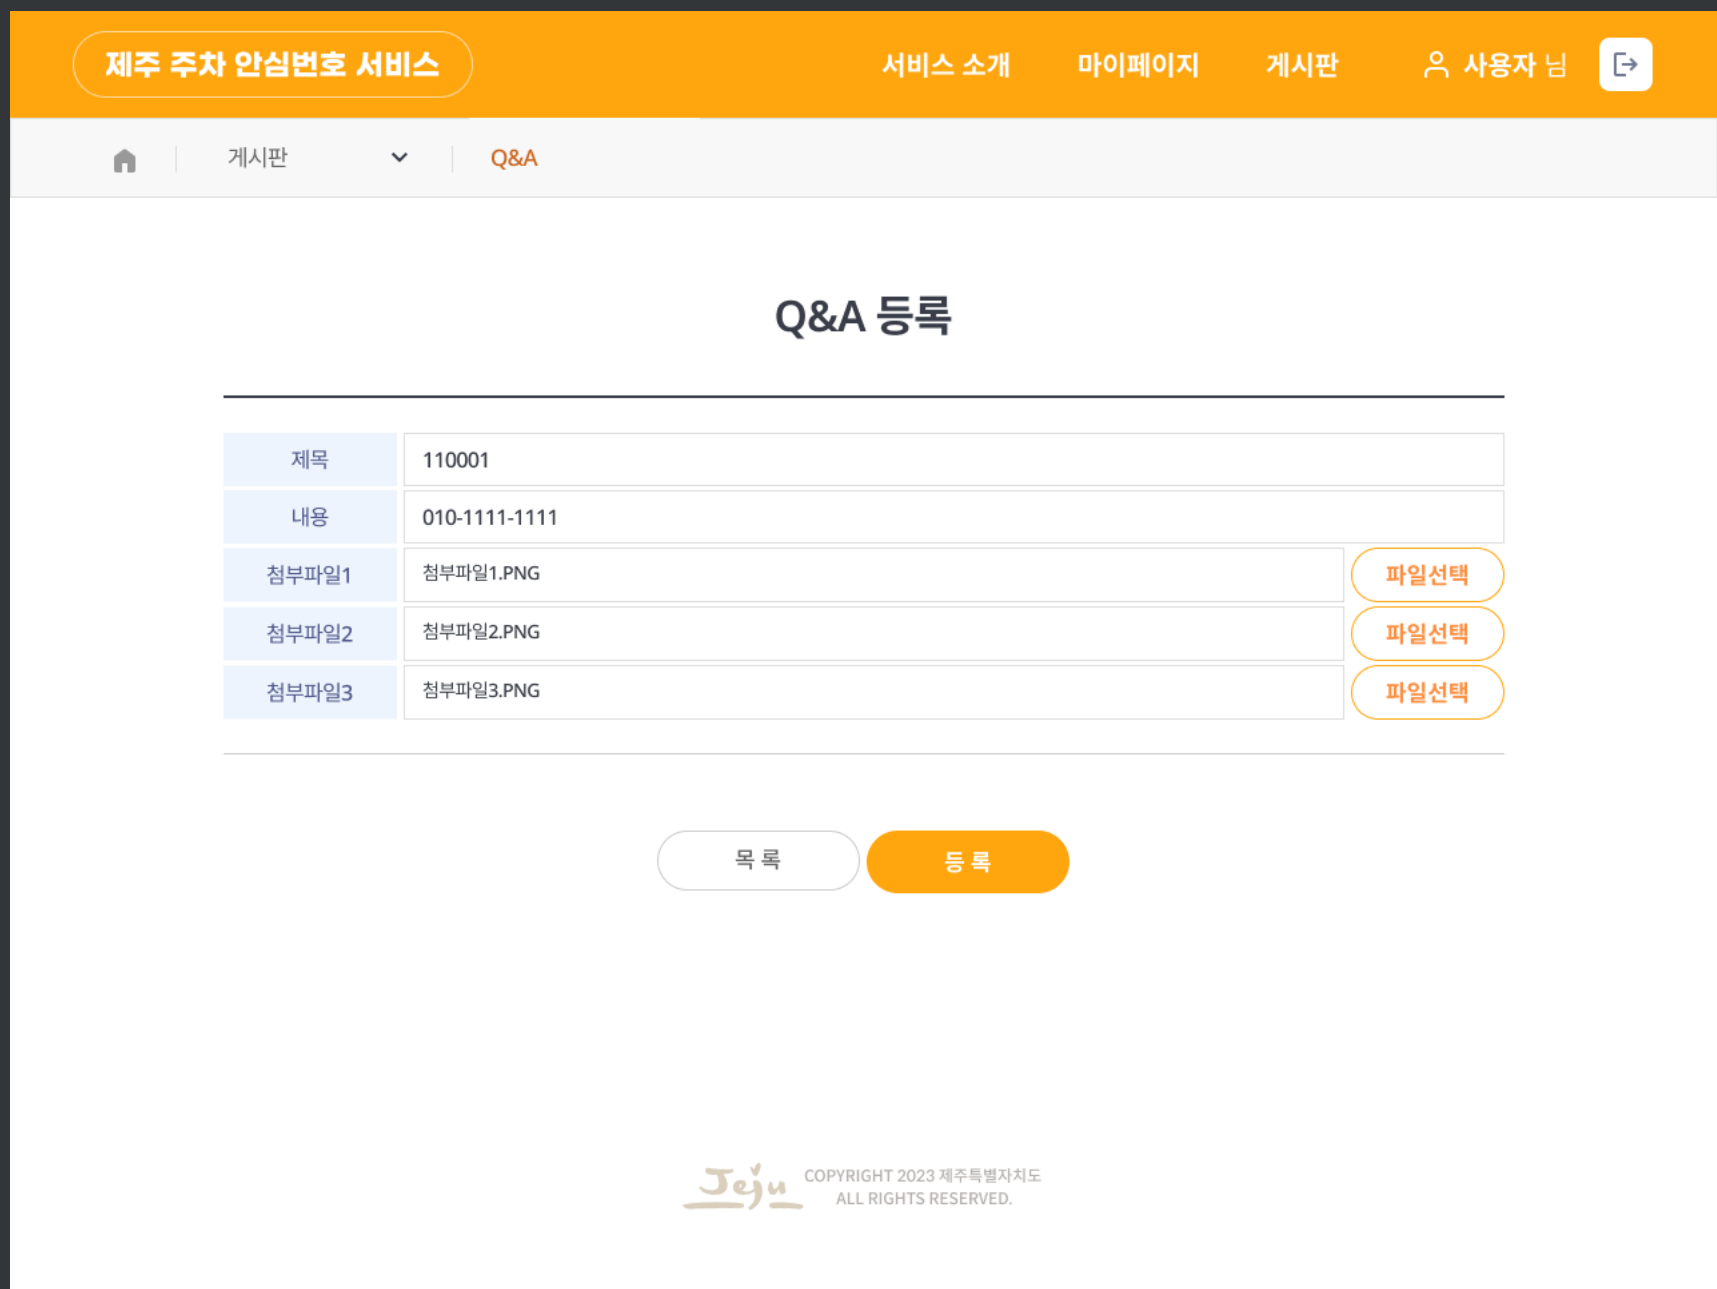 제주 주차 안심번호 서비스
서비스 소개
마이페이지
게시판
사용자 님
게시판
Q&A
Q&A 등록
제목
110001
내용
010-1111-1111
첨부파일1
첨부파일1.PNG
파일선택
첨부파일2
첨부파일2.PNG
파일선택
첨부파일3
첨부파일3.PNG
파일선택
목 록
등 록
Jeju
COPYRIGHT 2023 제주특별자치도
ALL RIGHTS RESERVED.